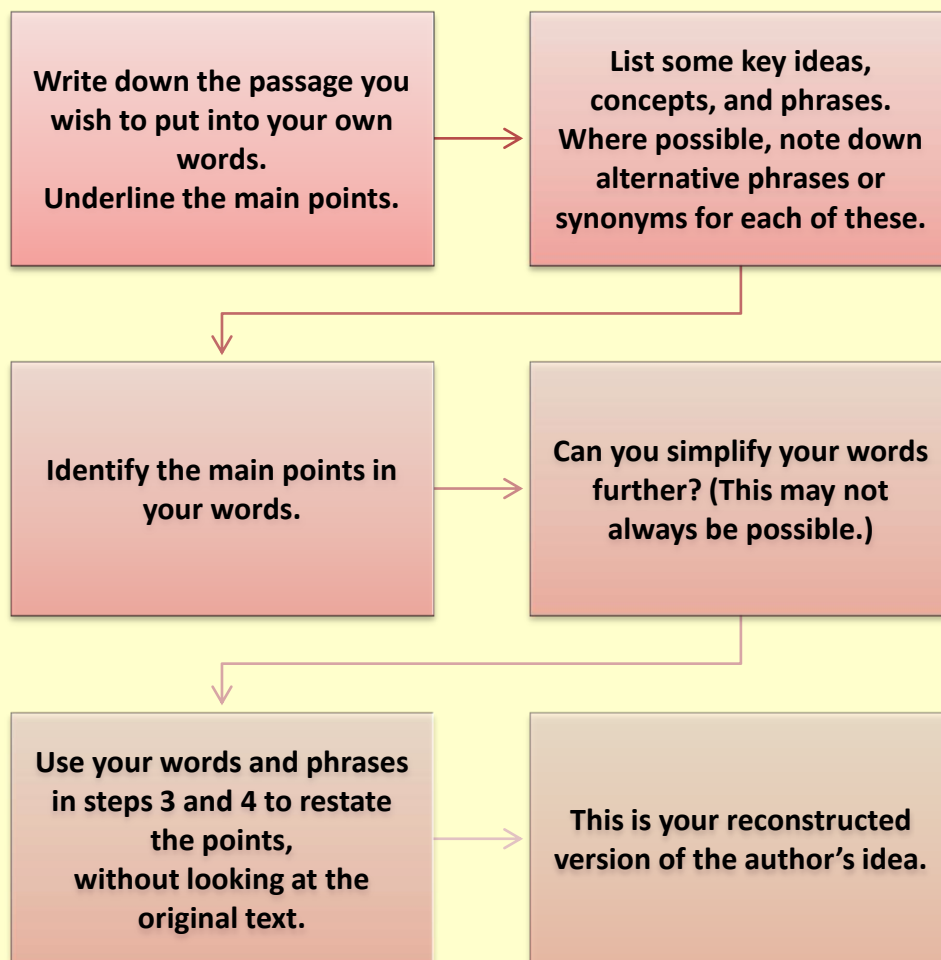 Write down the passage you
wish to put into your own
words.
Underline the main points.
List some key ideas,
concepts, and phrases.
Where possible, note down
alternative phrases or
synonyms for each of these.
Identify the main points in
your words.
Can you simplify your words
further? (This may not
always be possible.)
Use your words and phrases
in steps 3 and 4 to restate
the points,
without looking at the
original text.
This is your reconstructed
version of the author’s idea.